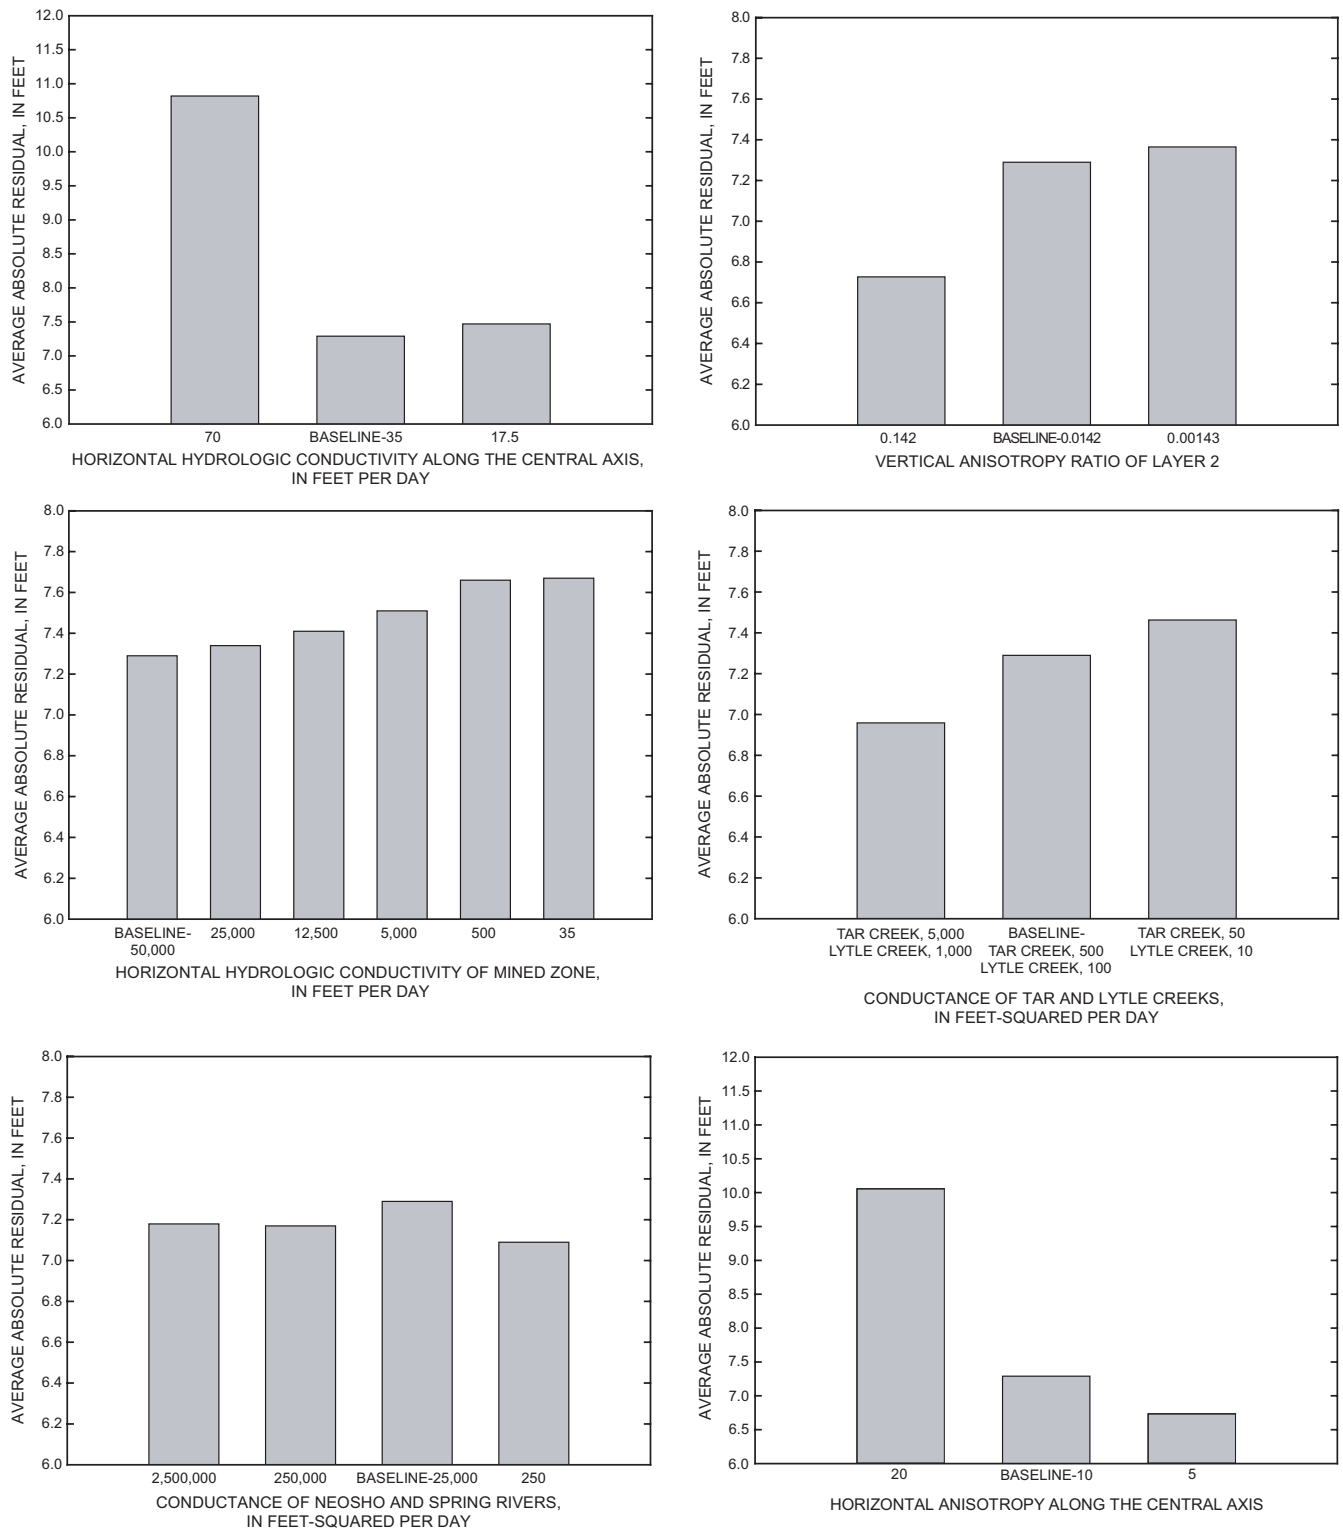 AVERAGE ABSOLUTE RESIDUAL, IN FEET
12.0
11.5
11.0
10.5
10.0
9.5
9.0
8.5
8.0
7.5
7.0
6.5
6.0
70 BASELINE-35 17.5
HORIZONTAL HYDROLOGIC CONDUCTIVITY ALONG THE CENTRAL AXIS,
IN FEET PER DAY
AVERAGE ABSOLUTE RESIDUAL, IN FEET
8.0
7.8
7.6
7.4
7.2
7.0
6.8
6.6
6.4
6.2
6.0
0.142 BASELINE-0.0142 0.00143
VERTICAL ANISOTROPY RATIO OF LAYER 2
AVERAGE ABSOLUTE RESIDUAL, IN FEET
8.0
7.8
7.6
7.4
7.2
7.0
6.8
6.6
6.4
6.2
6.0
BASELINE- 25,000 12,500 5,000 500 35
50,000
HORIZONTAL HYDROLOGIC CONDUCTIVITY OF MINED ZONE,
IN FEET PER DAY
AVERAGE ABSOLUTE RESIDUAL, IN FEET
8.0
7.8
7.6
7.4
7.2
7.0
6.8
6.6
6.4
6.2
6.0
TAR CREEK, 5,000 BASELINE- TAR CREEK, 50
LYTLE CREEK, 1,000 TAR CREEK, 500 LYTLE CREEK, 10
LYTLE CREEK, 100
CONDUCTANCE OF TAR AND LYTLE CREEKS,
IN FEET-SQUARED PER DAY
AVERAGE ABSOLUTE RESIDUAL, IN FEET
8.0
7.8
7.6
7.4
7.2
7.0
6.8
6.6
6.4
6.2
6.0
2,500,000 250,000 BASELINE-25,000 250
CONDUCTANCE OF NEOSHO AND SPRING RIVERS,
IN FEET-SQUARED PER DAY
AVERAGE ABSOLUTE RESIDUAL, IN FEET
12.0
11.5
11.0
10.5
10.0
9.5
9.0
8.5
8.0
7.5
7.0
6.5
6.0
20 BASELINE-10 5
HORIZONTAL ANISOTROPY ALONG THE CENTRAL AXIS